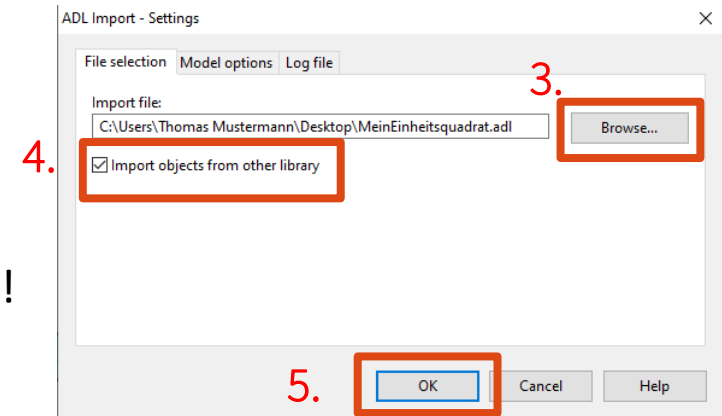 ADL Import - Settings
File selection Model options Log file
3.
Import file:
C:\Users\Thomas Mustermann\Desktop\MeinEinheitsquadrat.adl Browse...
4.
Import objects from other library
!
5.
OK Cancel Help